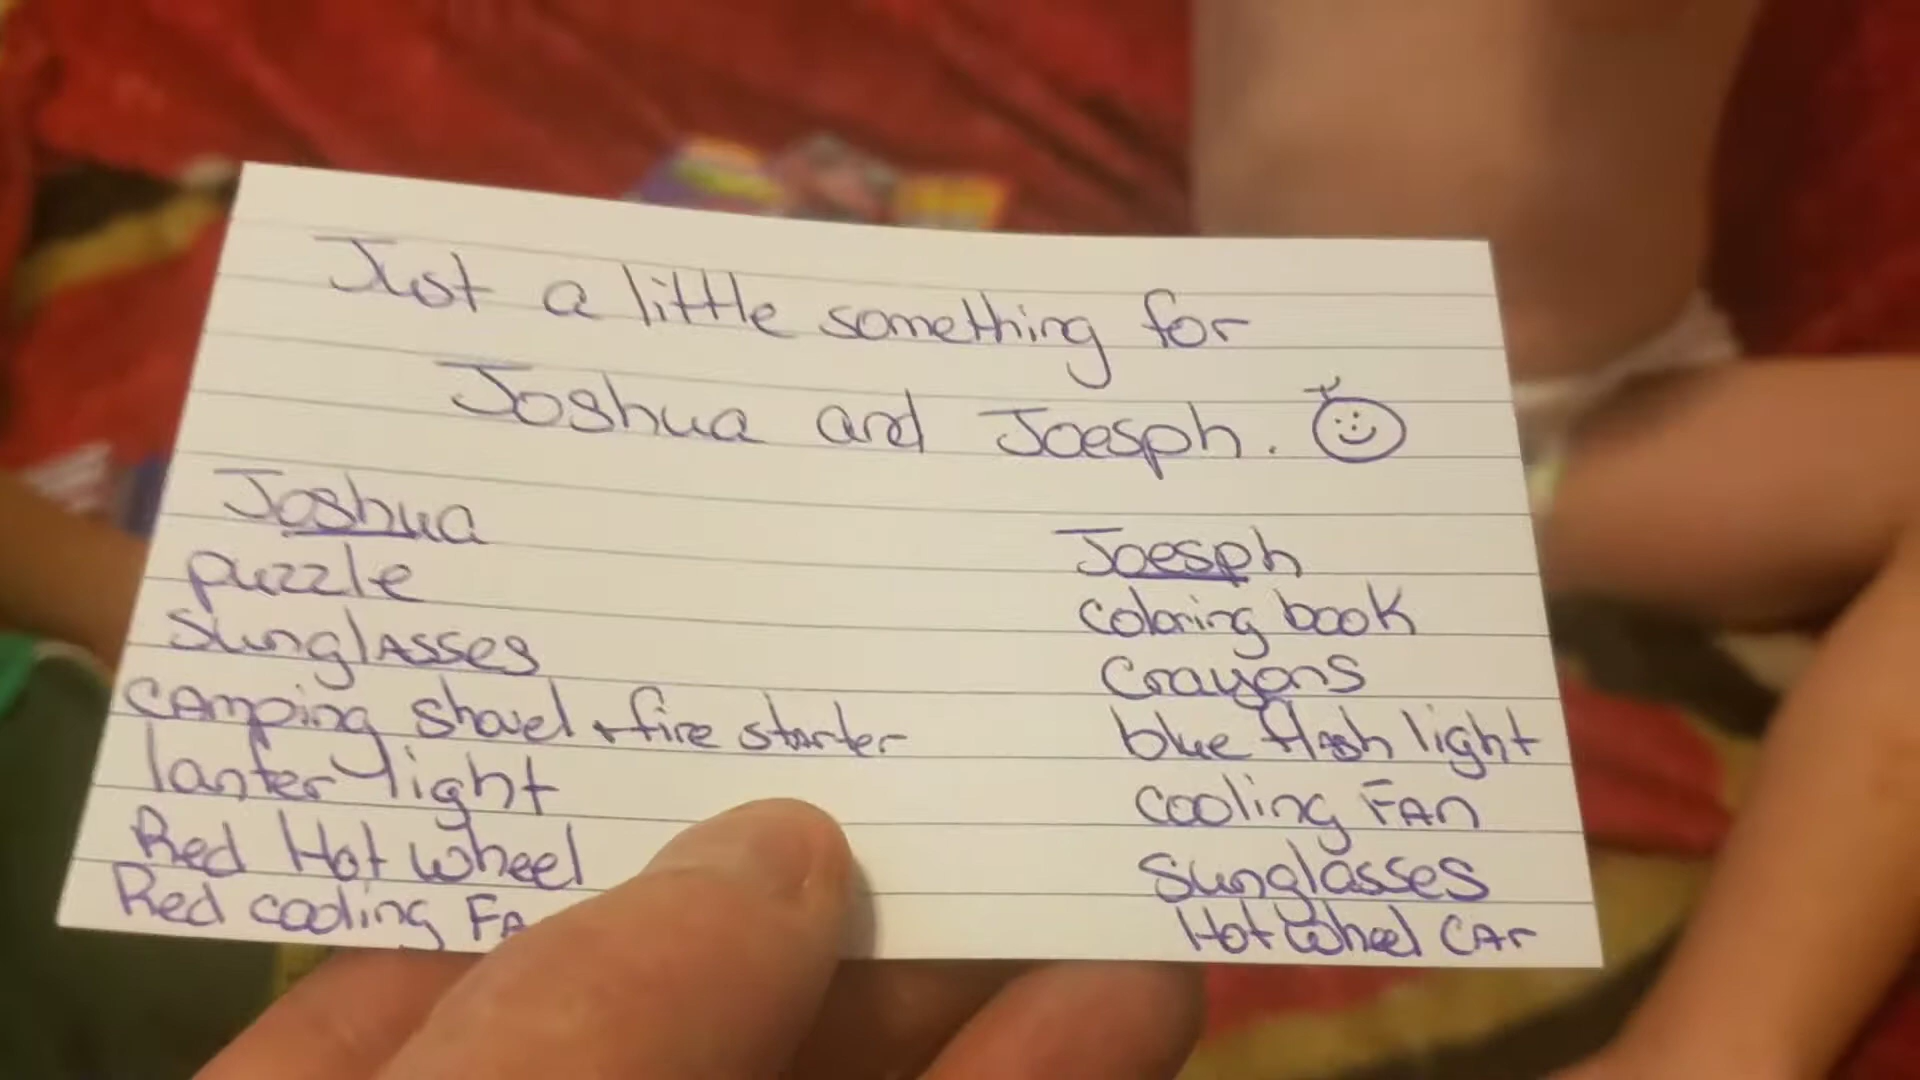 Just a little something for
Joshua and Joesph.
Joshua
puzzle
sunglasses
camping shovel + fire starter
lanter light
Red Hot Wheel
Red cooling
Joesph
coloring book
Crayons
blue flash light
cooling FAn
sunglasses
Hot Wheel CAr